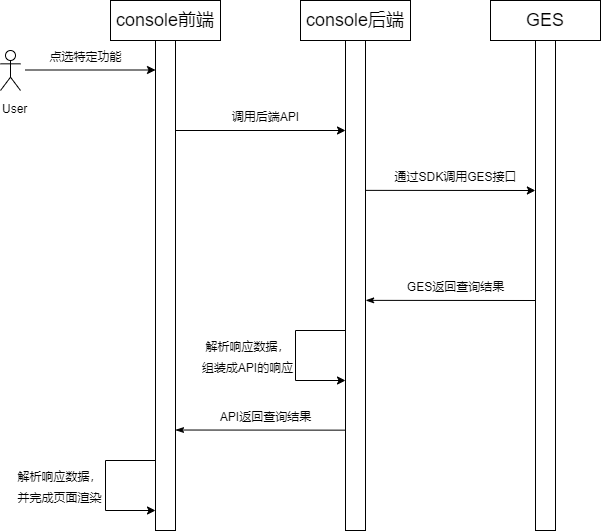 console前端
console后端
GES
点选特定功能
User
调用后端API
通过SDK调用GES接口
GES返回查询结果
解析响应数据，
组装成API的响应
API返回查询结果
解析响应数据，
并完成页面渲染